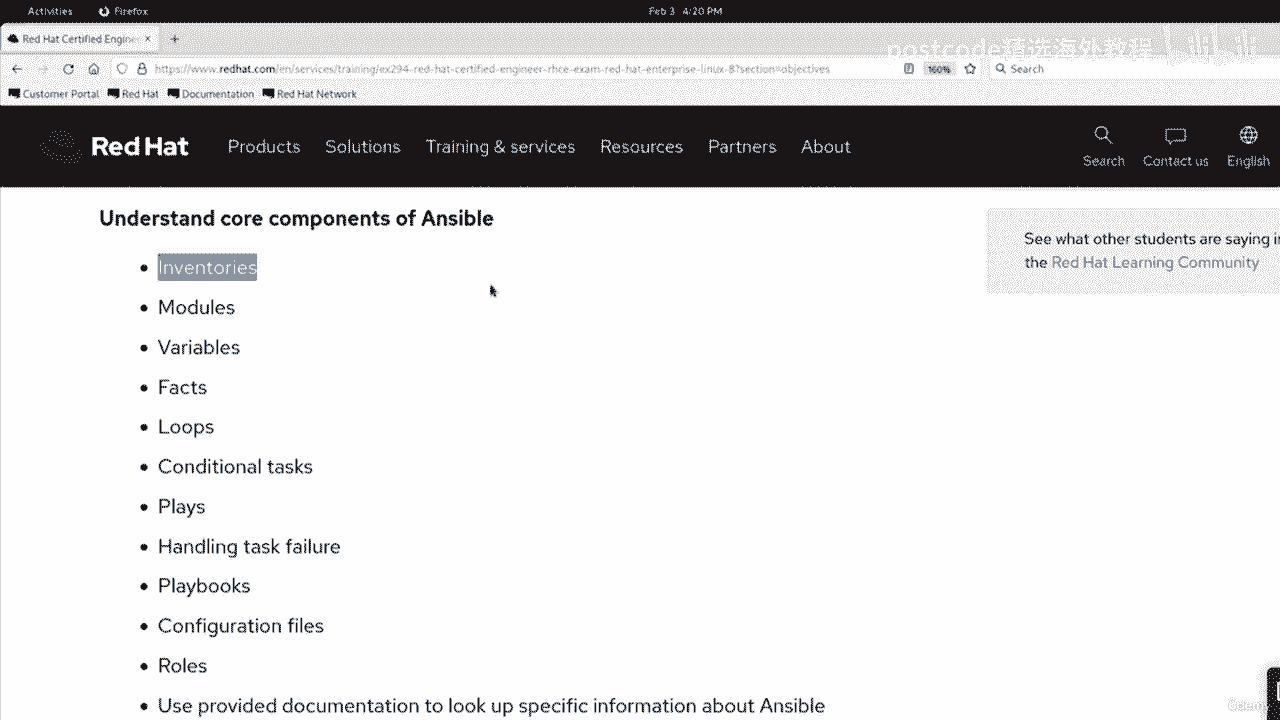 Activities Firefox Feb 3 4:20 PM
Red Hat Certified Engine × +
postcode精选海外教程 bilibili
https://www.redhat.com/en/services/training/ex294-red-hat-certified-engineer-rhce-exam-red-hat-enterprise-linux-8?section=objectives 160% Search
Customer Portal Red Hat Documentation Red Hat Network
Red Hat Products Solutions Training & services Resources Partners About Search Contact us English
Understand core components of Ansible
See what other students are saying in
the Red Hat Learning Community
• Inventories
• Modules
• Variables
• Facts
• Loops
• Conditional tasks
• Plays
• Handling task failure
• Playbooks
• Configuration files
• Roles
• Use provided documentation to look up specific information about Ansible